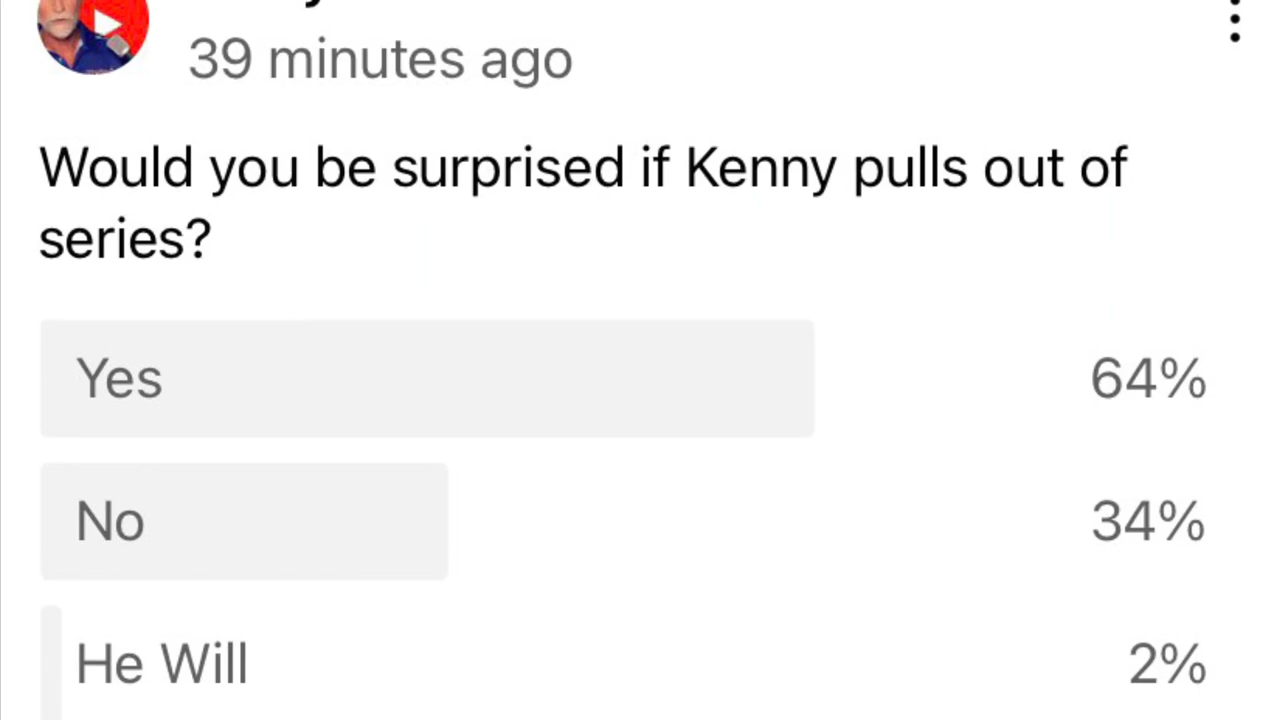 39 minutes ago
Would you be surprised if Kenny pulls out of
series?
Yes 64%
No 34%
He Will 2%